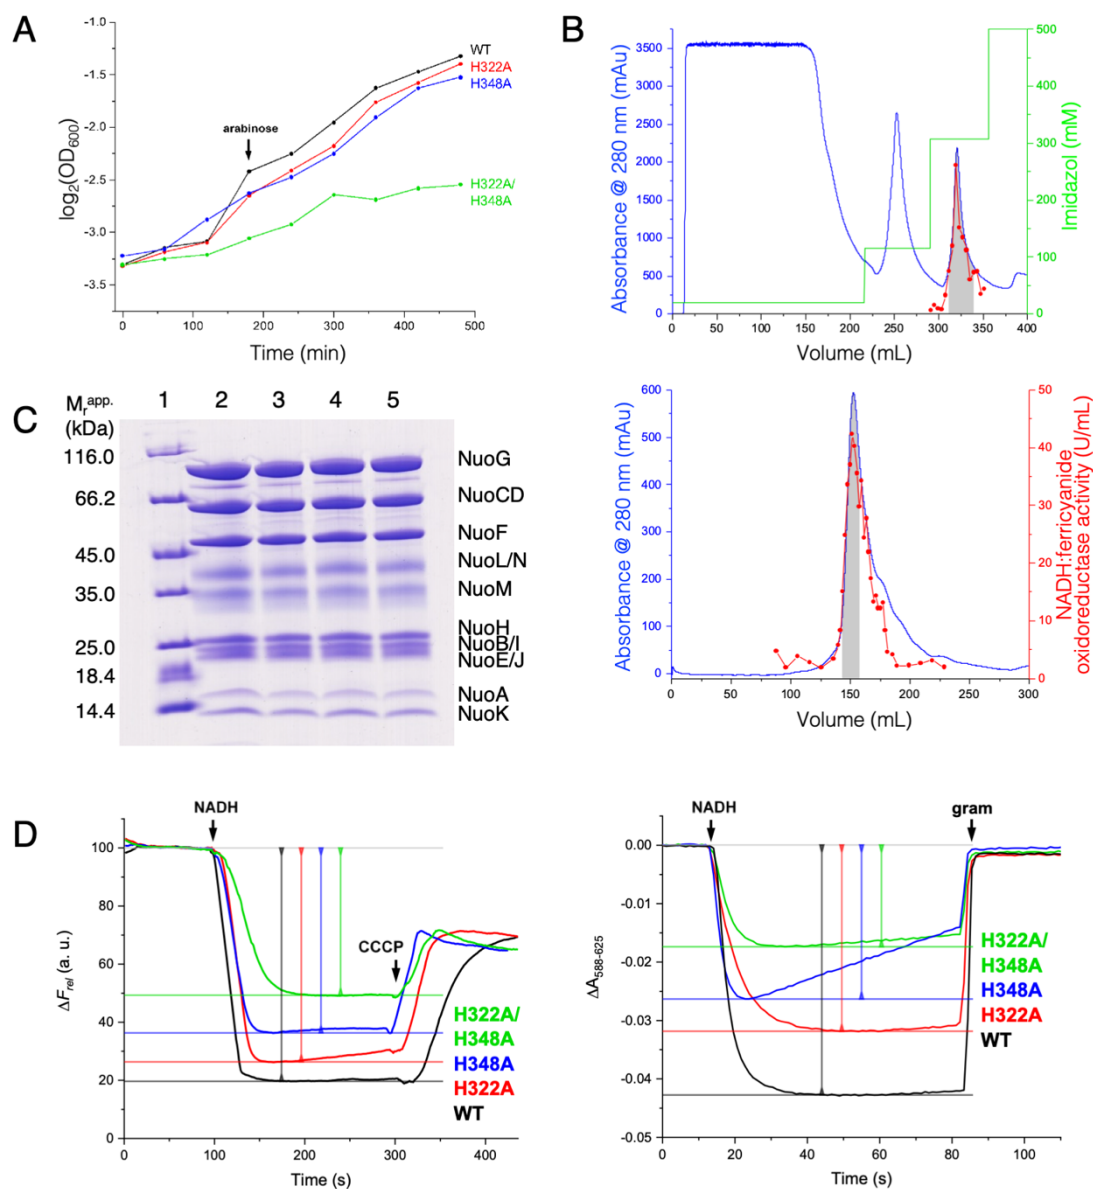 A
-1.0
-1.5
-2.0
-2.5
-3.0
-3.5
log2(OD600)
arabinose
WT
H322A
H348A
H322A/
H348A
0
100
200
300
400
500
Time (min)
B
3500
3000
2500
2000
1500
1000
500
0
Absorbance @ 280 nm (mAu)
500
400
300
200
100
0
Imidazol (mM)
0
50
100
150
200
250
300
350
400
Volume (mL)
600
500
400
300
200
100
0
Absorbance @ 280 nm (mAu)
50
40
30
20
10
0
NADH:ferricyanide
oxidoreductase activity (U/mL)
0
50
100
150
200
250
300
Volume (mL)
C
Mr app.
(kDa)
1 2 3 4 5
116.0
66.2
45.0
35.0
25.0
18.4
14.4
NuoG
NuoCD
NuoF
NuoL/N
NuoM
NuoH
NuoB/I
NuoE/J
NuoA
NuoK
D
NADH
CCCP
100
80
60
40
20
0
ΔFrel (a. u.)
H322A/
H348A
H348A
H322A
WT
0
100
200
300
400
Time (s)
NADH
gram
0.00
-0.01
-0.02
-0.03
-0.04
-0.05
ΔA588-625
H322A/
H348A
H348A
H322A
WT
0
20
40
60
80
100
Time (s)